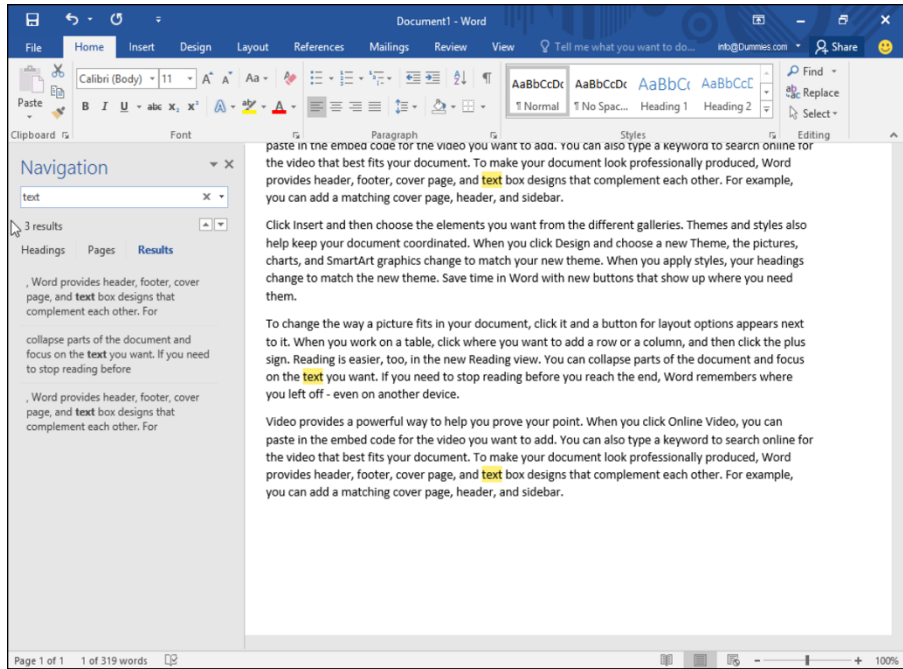 Document1 - Word
File Home Insert Design Layout References Mailings Review View Tell me what you want to do... info@Dummies.com Share
Paste
Calibri (Body) 11 A A Aa
B I U abc x₂ x² A ab A
AaBbCcDc AaBbCcDc AaBbCc AaBbCcD
¶ Normal ¶ No Spac... Heading 1 Heading 2
Find
Replace
Select
Clipboard Font Paragraph Styles Editing
Navigation
text
3 results
Headings Pages Results
, Word provides header, footer, cover
page, and text box designs that
complement each other. For
collapse parts of the document and
focus on the text you want. If you need
to stop reading before
, Word provides header, footer, cover
page, and text box designs that
complement each other. For
paste in the embed code for the video you want to add. You can also type a keyword to search online for
the video that best fits your document. To make your document look professionally produced, Word
provides header, footer, cover page, and text box designs that complement each other. For example,
you can add a matching cover page, header, and sidebar.
Click Insert and then choose the elements you want from the different galleries. Themes and styles also
help keep your document coordinated. When you click Design and choose a new Theme, the pictures,
charts, and SmartArt graphics change to match your new theme. When you apply styles, your headings
change to match the new theme. Save time in Word with new buttons that show up where you need
them.
To change the way a picture fits in your document, click it and a button for layout options appears next
to it. When you work on a table, click where you want to add a row or a column, and then click the plus
sign. Reading is easier, too, in the new Reading view. You can collapse parts of the document and focus
on the text you want. If you need to stop reading before you reach the end, Word remembers where
you left off - even on another device.
Video provides a powerful way to help you prove your point. When you click Online Video, you can
paste in the embed code for the video you want to add. You can also type a keyword to search online for
the video that best fits your document. To make your document look professionally produced, Word
provides header, footer, cover page, and text box designs that complement each other. For example,
you can add a matching cover page, header, and sidebar.
Page 1 of 1 1 of 319 words 100%